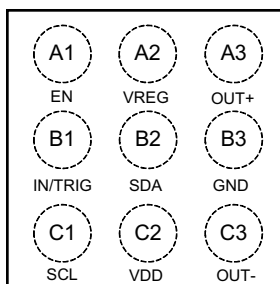 A1 A2 A3
EN VREG OUT+
B1 B2 B3
IN/TRIG SDA GND
C1 C2 C3
SCL VDD OUT-